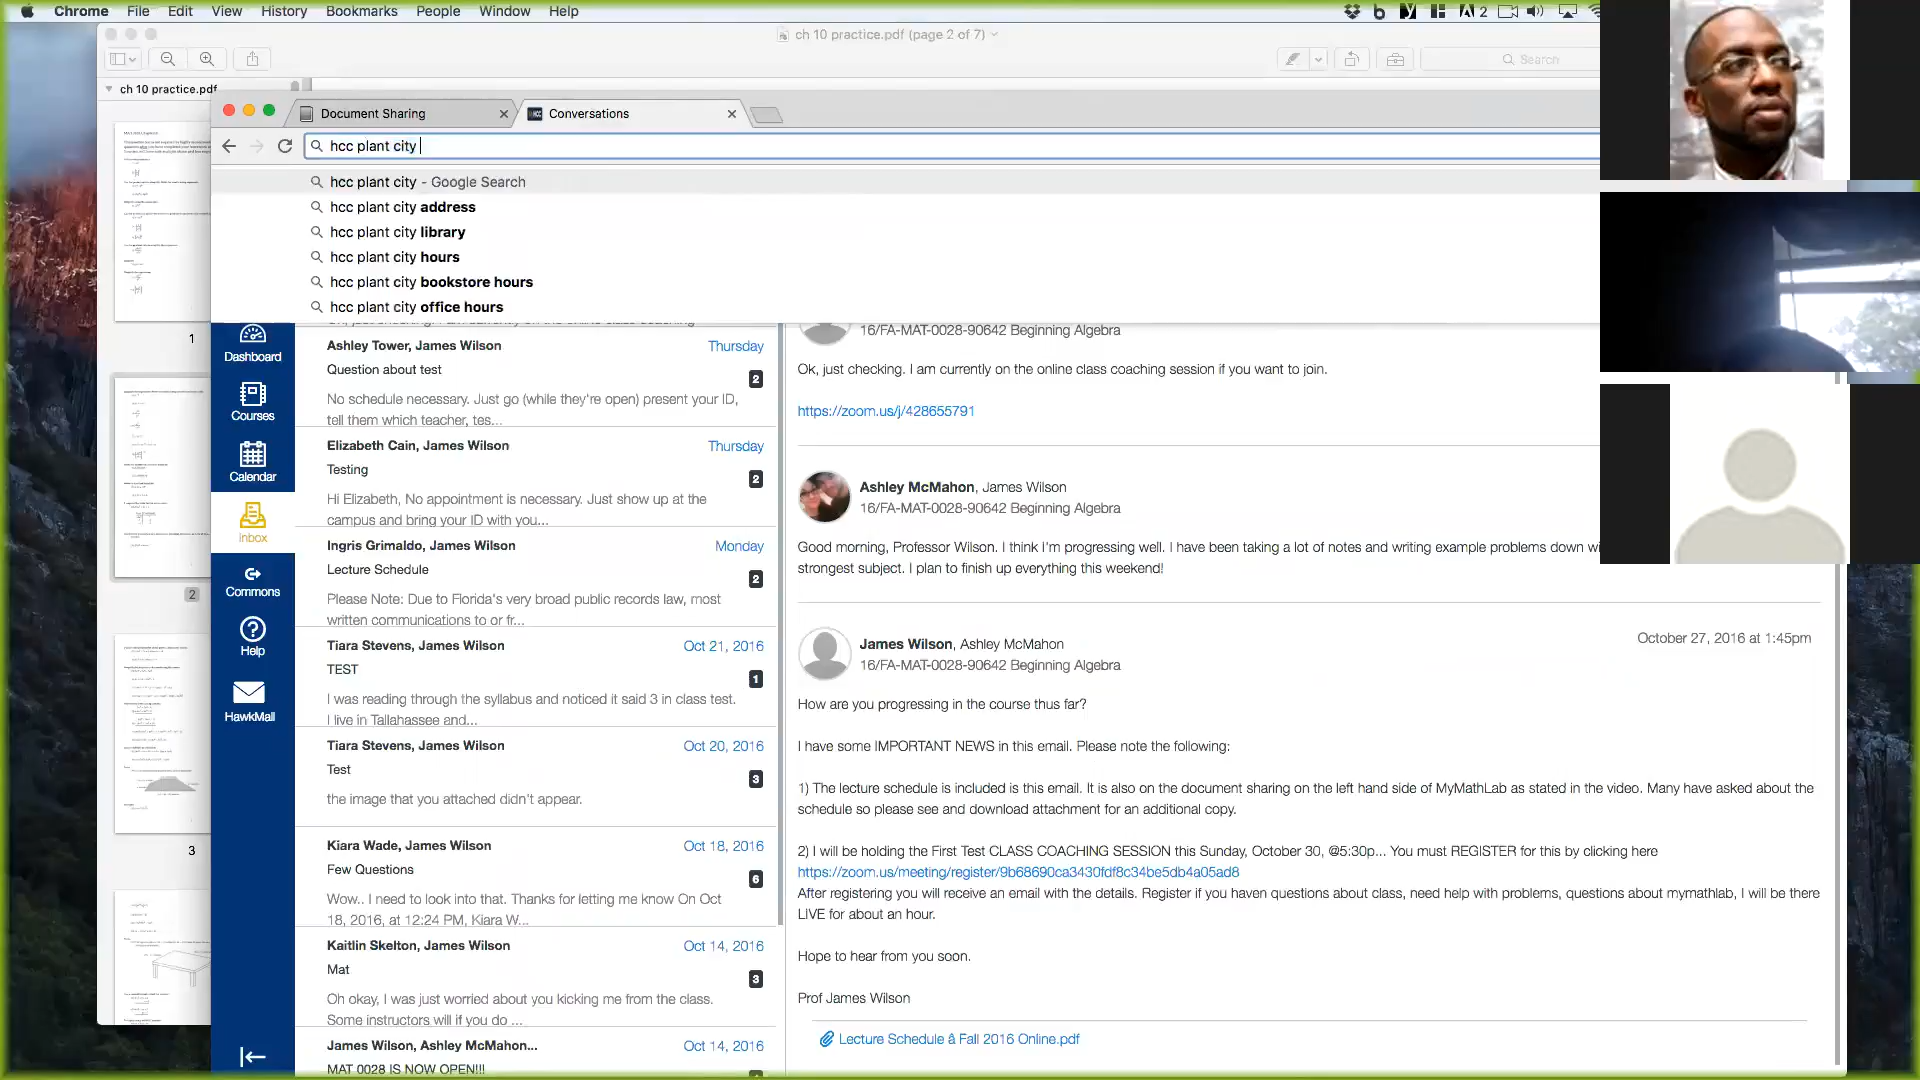 Chrome File Edit View History Bookmarks People Window Help
2
ch 10 practice.pdf (page 2 of 7)
Search
ch 10 practice.pdf
Document Sharing
Conversations
hcc plant city
hcc plant city - Google Search
hcc plant city address
hcc plant city library
hcc plant city hours
hcc plant city bookstore hours
hcc plant city office hours
1
2
3
Dashboard
Courses
Calendar
Inbox
Commons
Help
HawkMail
Ashley Tower, James Wilson Thursday
Question about test
2
No schedule necessary. Just go (while they're open) present your ID,
tell them which teacher, tes...
Elizabeth Cain, James Wilson Thursday
Testing
2
Hi Elizabeth, No appointment is necessary. Just show up at the
campus and bring your ID with you...
Ingris Grimaldo, James Wilson Monday
Lecture Schedule
2
Please Note: Due to Florida's very broad public records law, most
written communications to or fr...
Tiara Stevens, James Wilson Oct 21, 2016
TEST
1
I was reading through the syllabus and noticed it said 3 in class test.
I live in Tallahassee and...
Tiara Stevens, James Wilson Oct 20, 2016
Test
3
the image that you attached didn't appear.
Kiara Wade, James Wilson Oct 18, 2016
Few Questions
6
Wow.. I need to look into that. Thanks for letting me know On Oct
18, 2016, at 12:24 PM, Kiara W...
Kaitlin Skelton, James Wilson Oct 14, 2016
Mat
3
Oh okay, I was just worried about you kicking me from the class.
Some instructors will if you do ...
James Wilson, Ashley McMahon... Oct 14, 2016
MAT 0028 IS NOW OPEN!!!
16/FA-MAT-0028-90642 Beginning Algebra
Ok, just checking. I am currently on the online class coaching session if you want to join.
https://zoom.us/j/428655791
Ashley McMahon, James Wilson
16/FA-MAT-0028-90642 Beginning Algebra
Good morning, Professor Wilson. I think I'm progressing well. I have been taking a lot of notes and writing example problems down
strongest subject. I plan to finish up everything this weekend!
James Wilson, Ashley McMahon October 27, 2016 at 1:45pm
16/FA-MAT-0028-90642 Beginning Algebra
How are you progressing in the course thus far?
I have some IMPORTANT NEWS in this email. Please note the following:
1) The lecture schedule is included is this email. It is also on the document sharing on the left hand side of MyMathLab as stated in the video. Many have asked about the
schedule so please see and download attachment for an additional copy.
2) I will be holding the First Test CLASS COACHING SESSION this Sunday, October 30, @5:30p... You must REGISTER for this by clicking here
https://zoom.us/meeting/register/9b68690ca3430fdf8c34be5db4a05ad8
After registering you will receive an email with the details. Register if you haven questions about class, need help with problems, questions about mymathlab, I will be there
LIVE for about an hour.
Hope to hear from you soon.
Prof James Wilson
Lecture Schedule â Fall 2016 Online.pdf